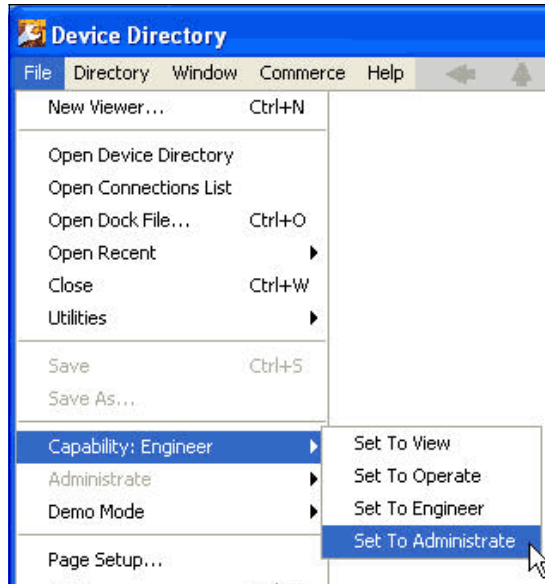 Device Directory
File Directory Window Commerce Help
New Viewer... Ctrl+N
Open Device Directory
Open Connections List
Open Dock File... Ctrl+O
Open Recent
Close Ctrl+W
Utilities
Save Ctrl+S
Save As...
Capability: Engineer
Administrate
Demo Mode
Page Setup...
Set To View
Set To Operate
Set To Engineer
Set To Administrate